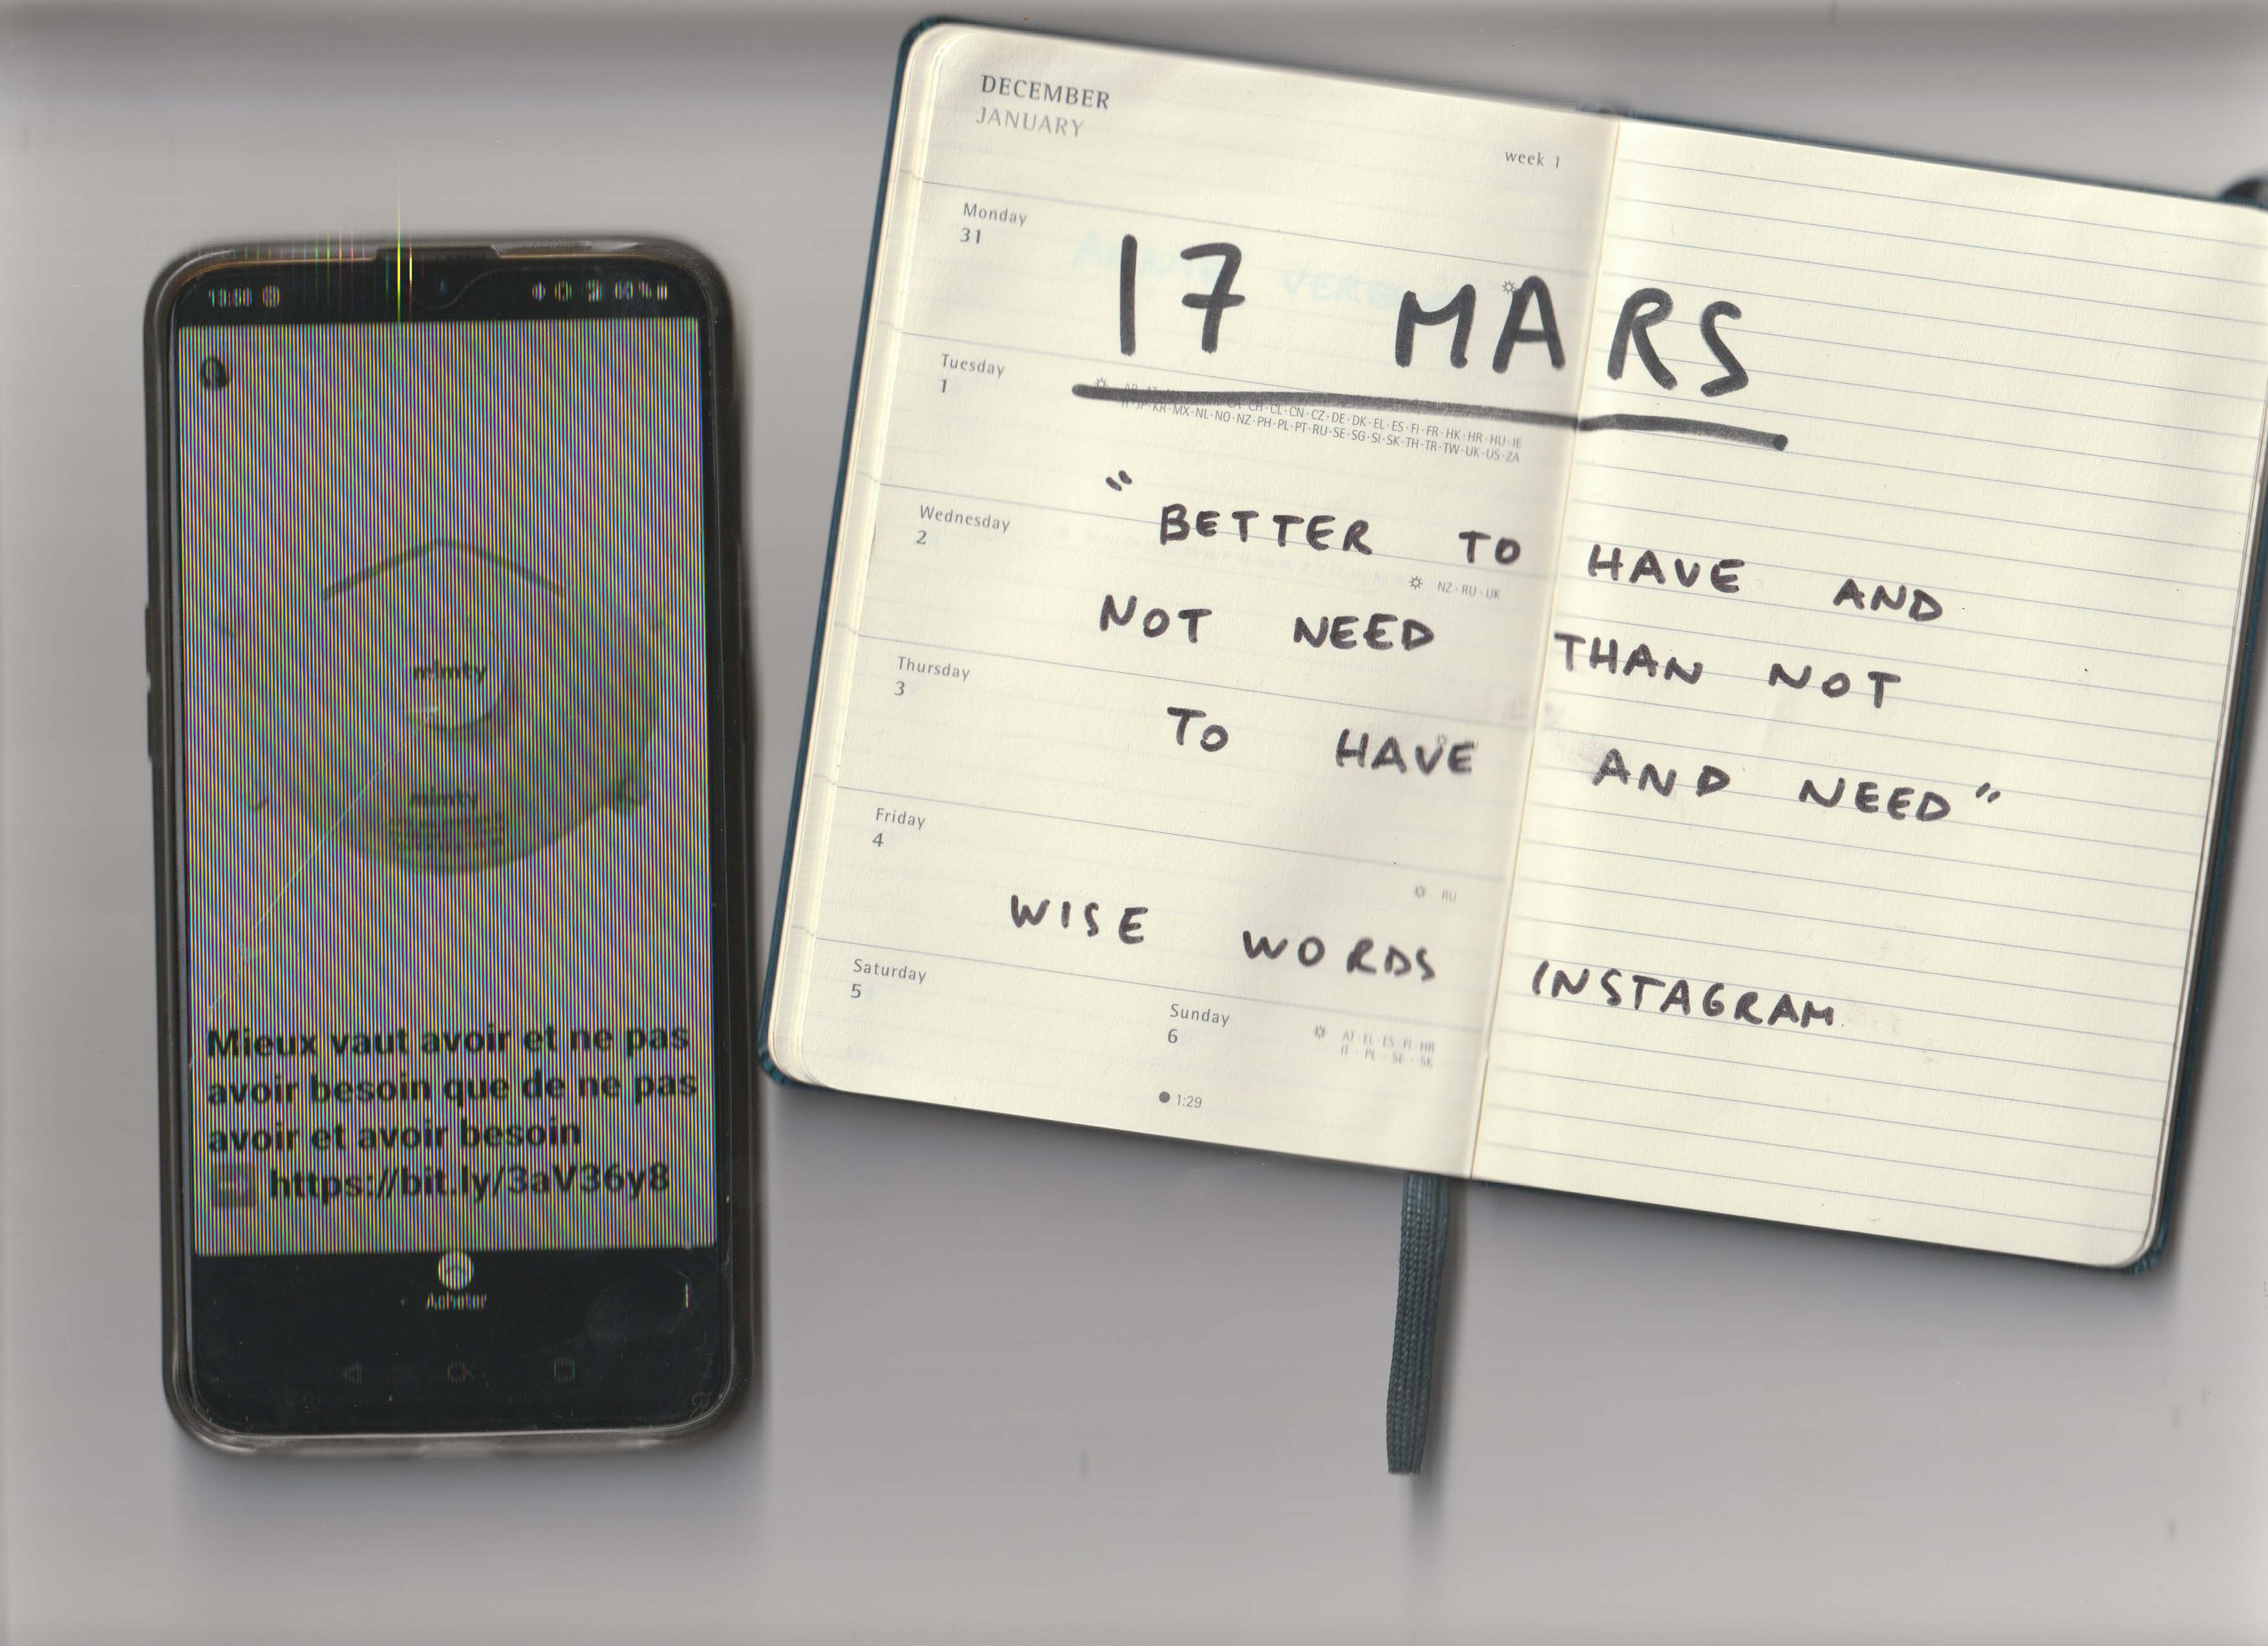 mimty
mimty
Mieux vaut avoir et ne pas
avoir besoin que de ne pas
avoir et avoir besoin
https://bit.ly/3aV36y8
Acheter
DECEMBER
JANUARY
week 1
Monday
31
17 MARS
Tuesday
1
CH·CL·CN·CZ·DE·DK·EL·ES·FI·FR·HK·HR·HU·IE
KR·MX·NL·NO·NZ·PH·PL·PT·RU·SE·SG·SI·SK·TH·TR·TW·UK·US·ZA
"BETTER TO HAVE AND
Wednesday
2
NZ·RU·UK
NOT NEED THAN NOT
Thursday
3
TO HAVE AND NEED"
Friday
4
RU
WISE WORDS INSTAGRAM
Saturday
5
Sunday
6
AT·EL·ES·FI·HR
IT·PL·SE·SK
1:29